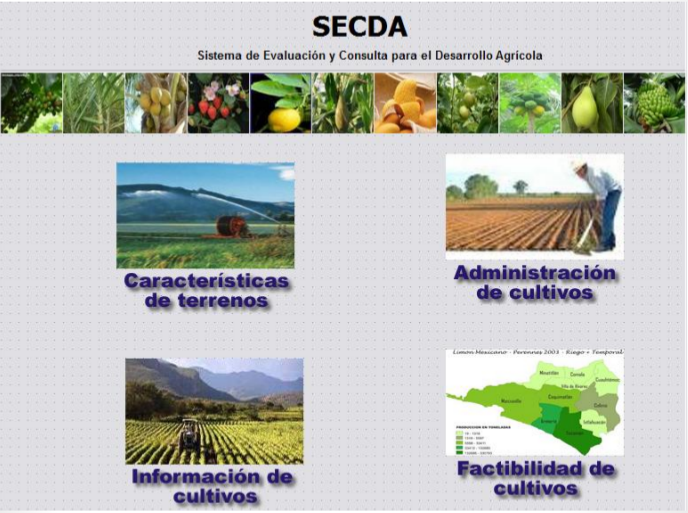 SECDA
Sistema de Evaluación y Consulta para el Desarrollo Agrícola
Características
de terrenos
Administración
de cultivos
Limon Mexicano - Perennes 2003 - Riego + Temporal
Minatitlán
Comala
Cuauhtémoc
Villa de Álvarez
Coquimatlán
Colima
Manzanillo
Armería
Ixtlahuacán
Tecomán
PRODUCCION EN TONELADAS
Información de
cultivos
Factibilidad de
cultivos